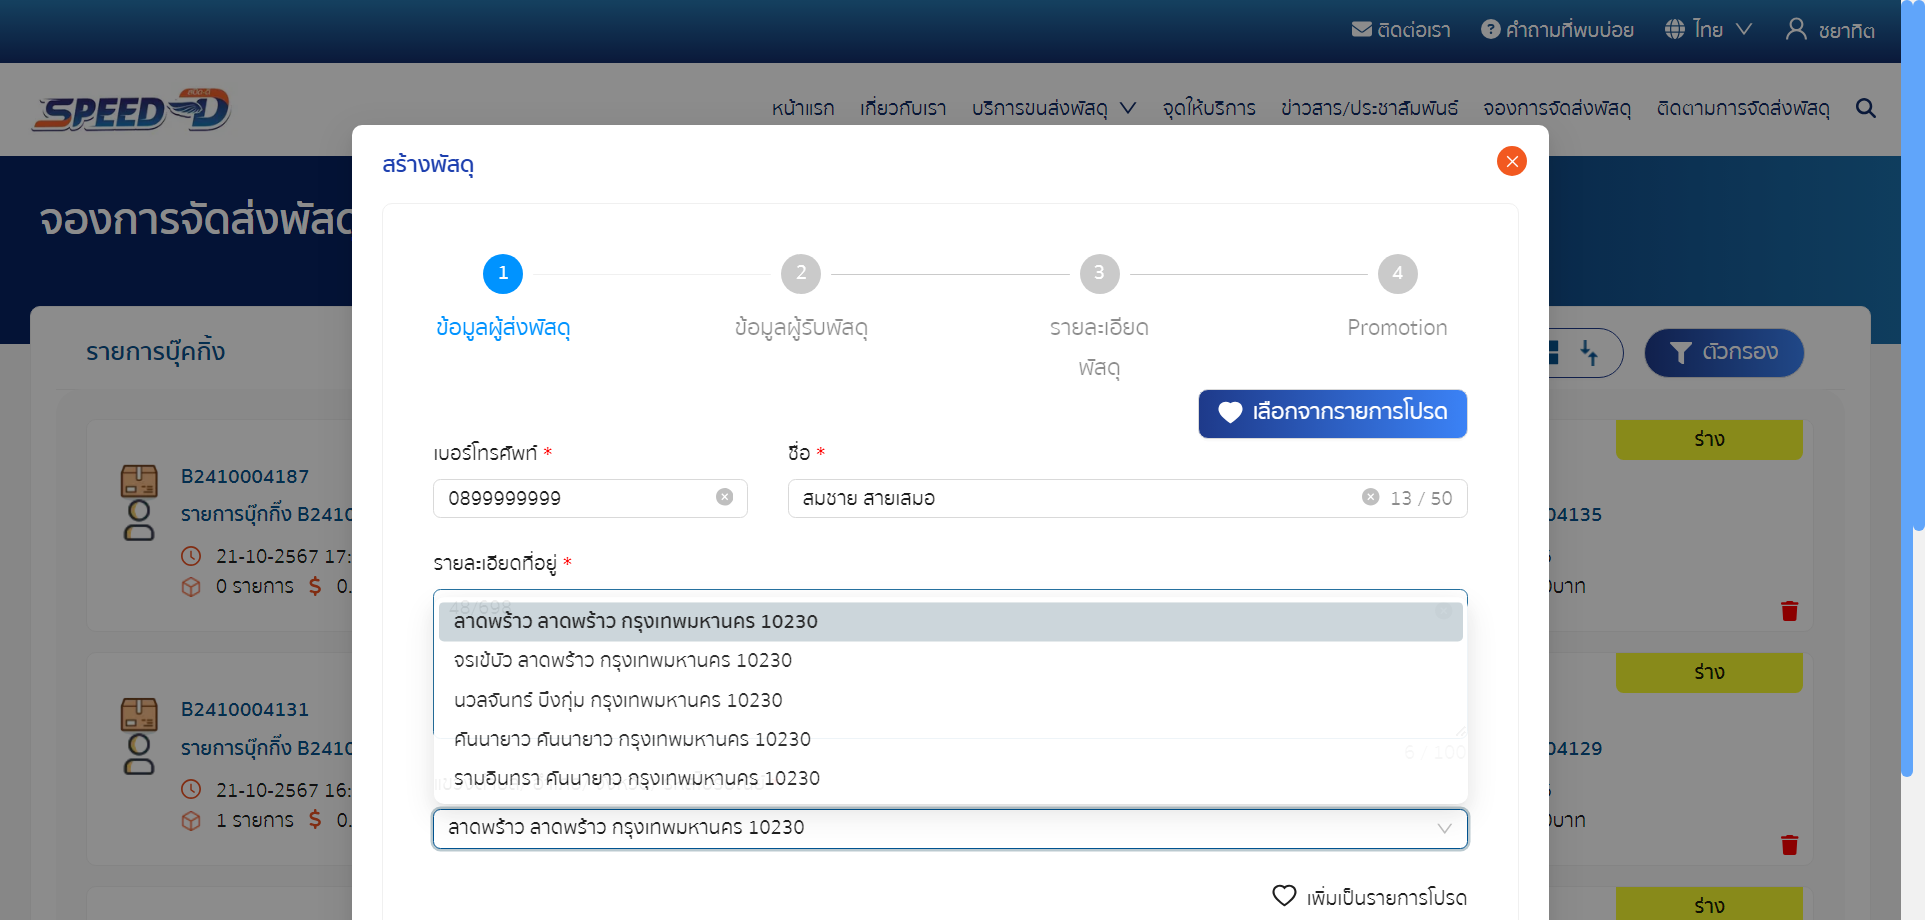 ติดต่อเรา คำถามที่พบบ่อย ไทย ชยาทิต
SPEED-D
หน้าแรก เกี่ยวกับเรา บริการขนส่งพัสดุ จุดให้บริการ ข่าวสาร/ประชาสัมพันธ์ จองการจัดส่งพัสดุ ติดตามการจัดส่งพัสดุ
สร้างพัสดุ
จองการจัดส่งพัสดุ
1 2 3 4
ข้อมูลผู้ส่งพัสดุ ข้อมูลผู้รับพัสดุ รายละเอียด Promotion
พัสดุ
รายการบุ๊คกิ้ง
ตัวกรอง
เลือกจากรายการโปรด
เบอร์โทรศัพท์ * ชื่อ *
0899999999 สมชาย สายเสมอ 13 / 50
รายละเอียดที่อยู่ *
48/698
ลาดพร้าว ลาดพร้าว กรุงเทพมหานคร 10230
จรเข้บัว ลาดพร้าว กรุงเทพมหานคร 10230
นวลจันทร์ บึงกุ่ม กรุงเทพมหานคร 10230
คันนายาว คันนายาว กรุงเทพมหานคร 10230
6 / 100
รามอินทรา คันนายาว กรุงเทพมหานคร 10230
ลาดพร้าว ลาดพร้าว กรุงเทพมหานคร 10230
เพิ่มเป็นรายการโปรด
B2410004187
รายการบุ๊กกิ้ง B2410
21-10-2567 17:
0 รายการ $ 0.
ร่าง
04135
บาท
B2410004131
รายการบุ๊กกิ้ง B2410
21-10-2567 16:
1 รายการ $ 0.
ร่าง
04129
บาท
ร่าง